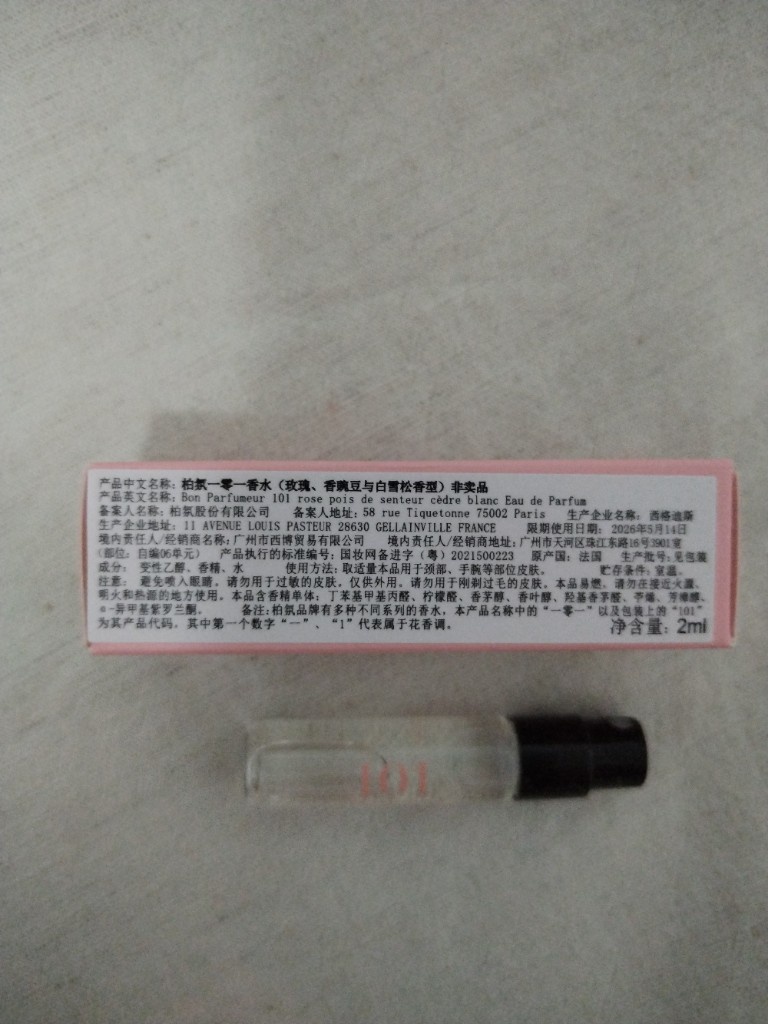 产品中文名称：柏氛一零一香水（玫瑰、香豌豆与白雪松香型）非卖品
产品英文名称：Bon Parfumeur 101 rose pois de senteur cèdre blanc Eau de Parfum
备案人名称：柏氛股份有限公司 备案人地址：58 rue Tiquetonne 75002 Paris 生产企业名称：西格迪斯
生产企业地址：11 AVENUE LOUIS PASTEUR 28630 GELLAINVILLE FRANCE 限期使用日期：2026年5月14日
境内责任人/经销商名称：广州市西博贸易有限公司 境内责任人/经销商地址：广州市天河区珠江东路16号3901室
（部位：自编06单元） 产品执行的标准编号：国妆网备进字（粤）2021500223 原产国：法国 生产批号：见包装
成分： 变性乙醇、香精、水 使用方法：取适量本品用于颈部、手腕等部位皮肤。 贮存条件：室温。
注意： 避免喷入眼睛。请勿用于过敏的皮肤。仅供外用。请勿用于刚剃过毛的皮肤。本品易燃。请勿在接近火源、
明火和热源的地方使用。本品含香精单体：丁苯基甲基丙醛、柠檬醛、香茅醇、香叶醇、羟基香茅醛、苧烯、芳樟醇、
α-异甲基紫罗兰酮。 备注：柏氛品牌有多种不同系列的香水。本产品名称中的“一零一”以及包装上的“101”
为其产品代码。其中第一个数字“一”、“1”代表属于花香调。 净含量：2ml
101